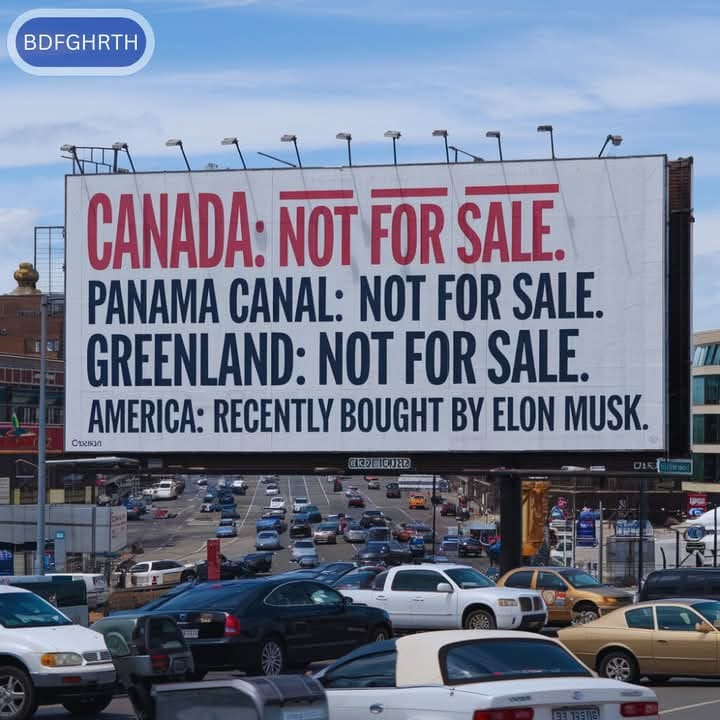 BDFGHRTH
CANADA: NOT FOR SALE.
PANAMA CANAL: NOT FOR SALE.
GREENLAND: NOT FOR SALE.
AMERICA: RECENTLY BOUGHT BY ELON MUSK.